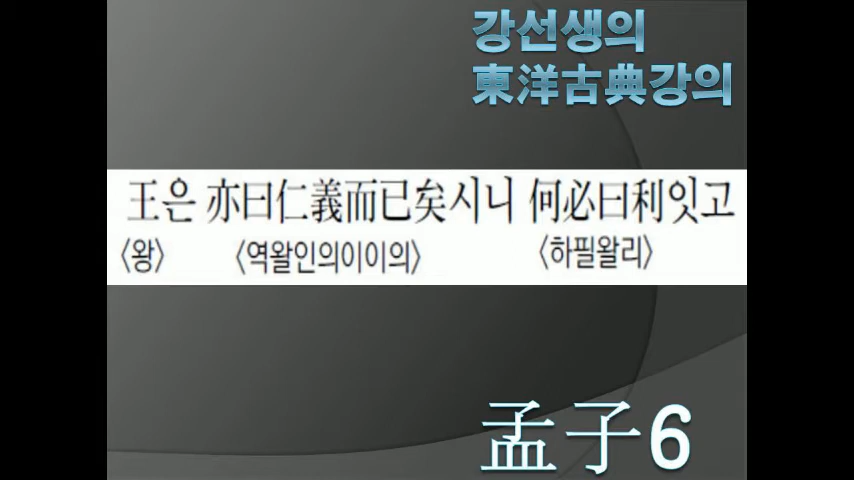 강선생의
東洋古典강의
王은 亦曰仁義而已矣시니 何必曰利잇고
〈왕〉 〈역왈인의이이의〉 〈하필왈리〉
孟子6